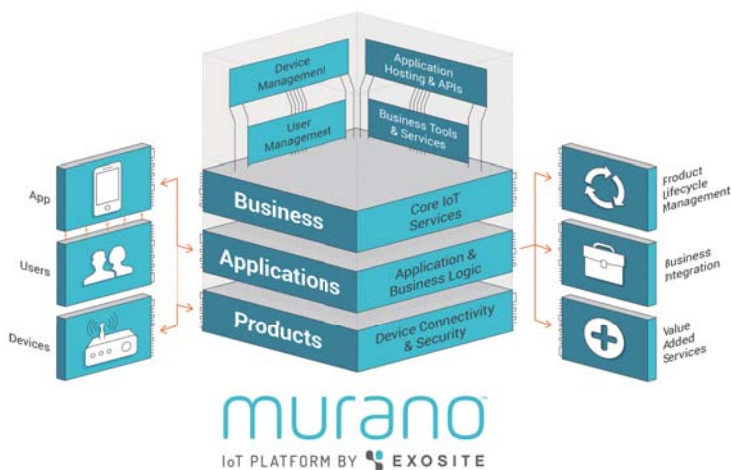 Device
Management
Application
Hosting & APIs
User
Management
Business Tools
& Services
App
Users
Devices
Business
Core IoT
Services
Applications
Application &
Business Logic
Products
Device Connectivity
& Security
Product
Lifecycle
Management
Business
Integration
Value
Added
Services
murano™
IoT PLATFORM BY EXOSITE